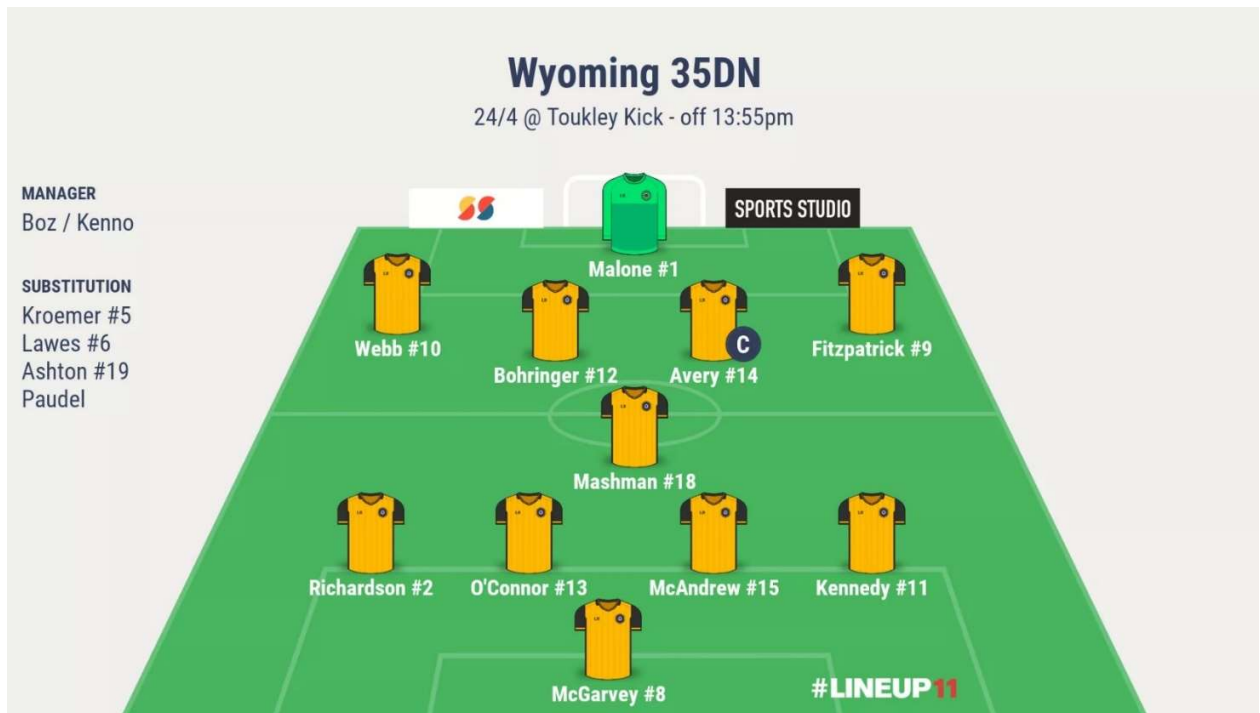 Wyoming 35DN
24/4 @ Toukley Kick - off 13:55pm
MANAGER
Boz / Kenno
SUBSTITUTION
Kroemer #5
Lawes #6
Ashton #19
Paudel
SPORTS STUDIO
Malone #1
Webb #10
Fitzpatrick #9
Bohringer #12
Avery #14
C
Mashman #18
Richardson #2
O'Connor #13
McAndrew #15
Kennedy #11
McGarvey #8
#LINEUP11